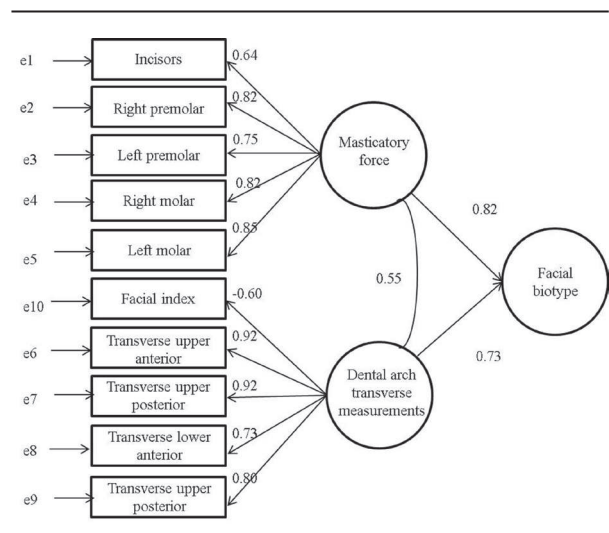 e1
Incisors
0.64
e2
Right premolar
0.82
e3
Left premolar
0.75
e4
Right molar
0.82
e5
Left molar
0.85
e10
Facial index
-0.60
e6
Transverse upper
anterior
0.92
e7
Transverse upper
posterior
0.92
e8
Transverse lower
anterior
0.73
e9
Transverse upper
posterior
0.80
Masticatory
force
0.55
Dental arch
transverse
measurements
0.82
0.73
Facial
biotype